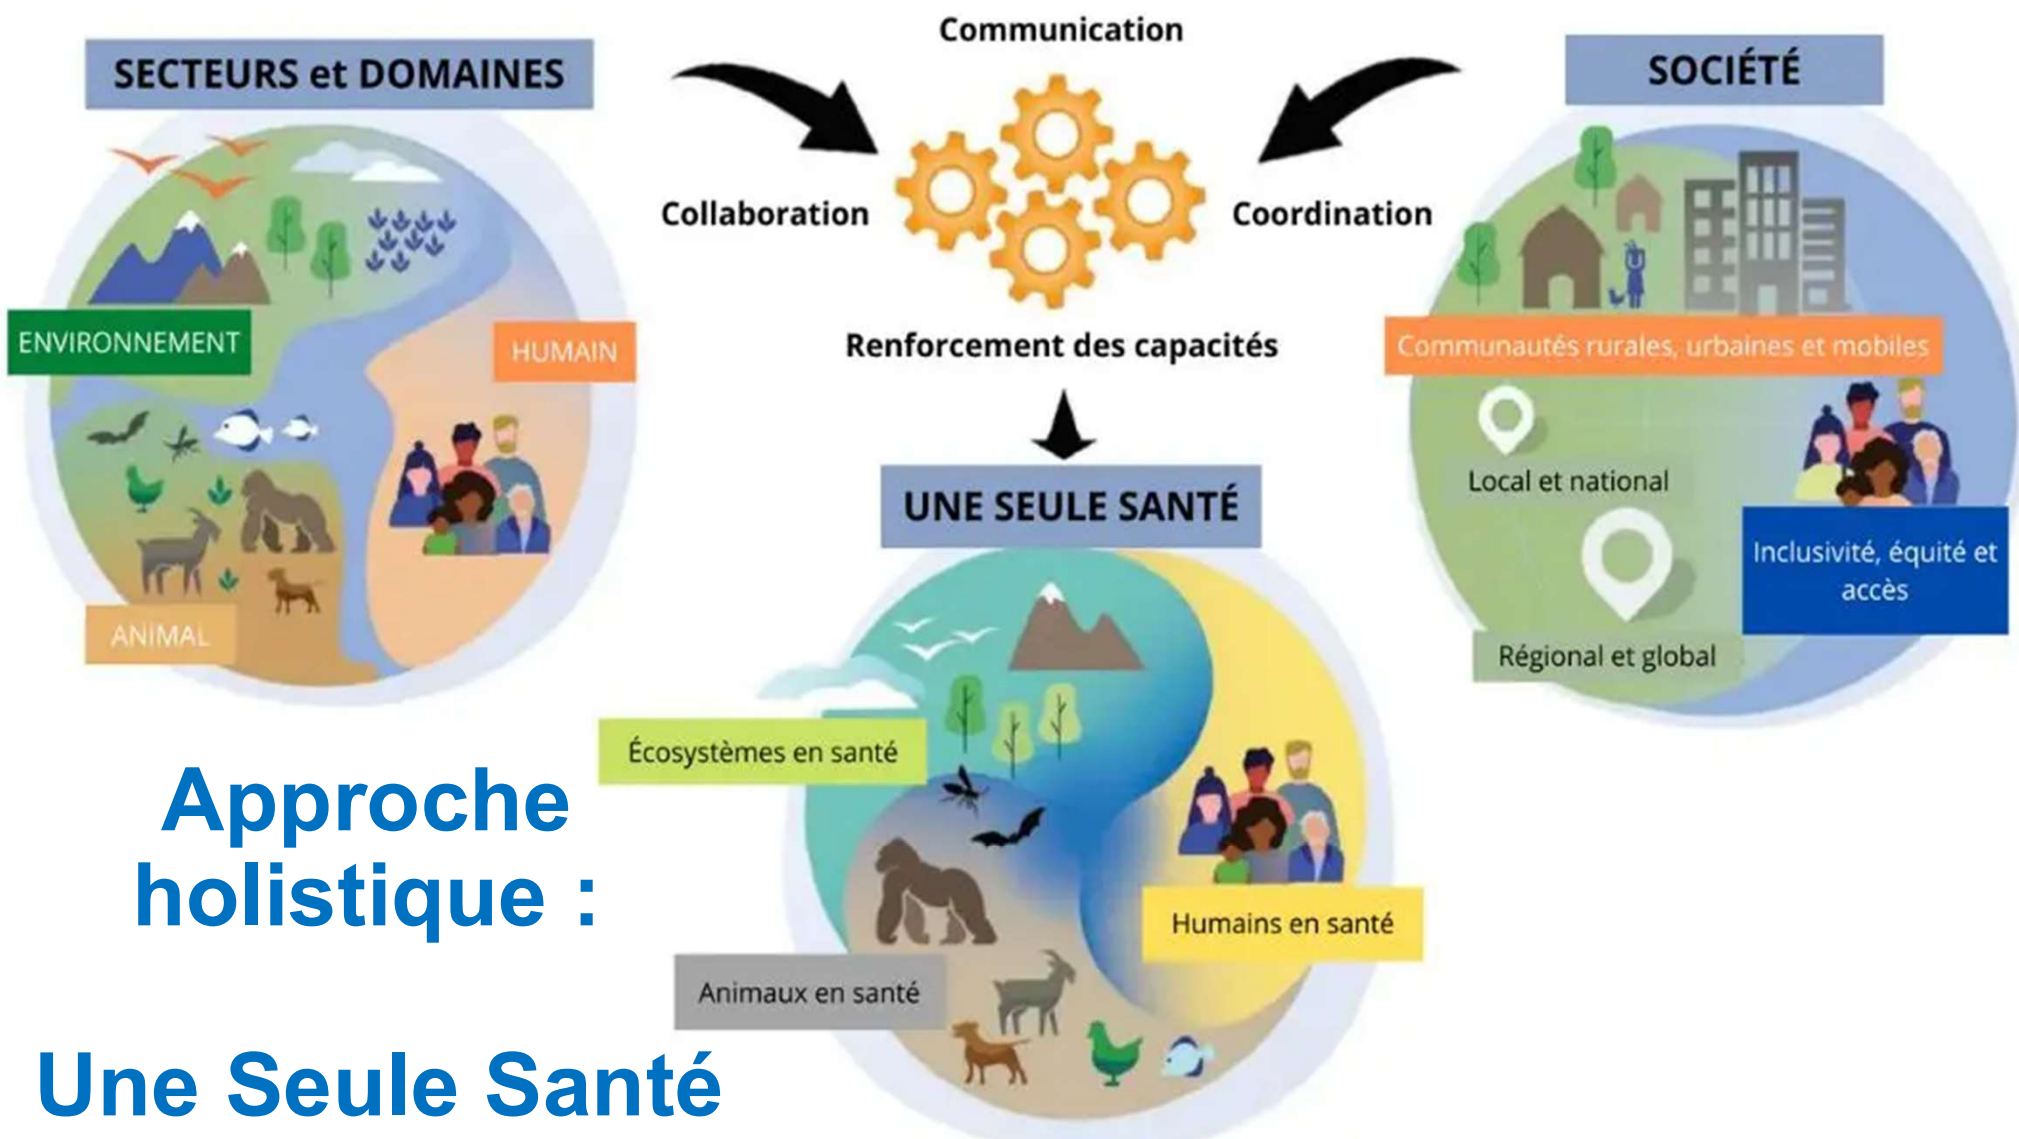 Communication
SECTEURS et DOMAINES
SOCIÉTÉ
Collaboration
Coordination
ENVIRONNEMENT
HUMAIN
Renforcement des capacités
Communautés rurales, urbaines et mobiles
Local et national
UNE SEULE SANTÉ
Inclusivité, équité et
accès
ANIMAL
Régional et global
Écosystèmes en santé
Humains en santé
Animaux en santé
Approche
holistique :
Une Seule Santé